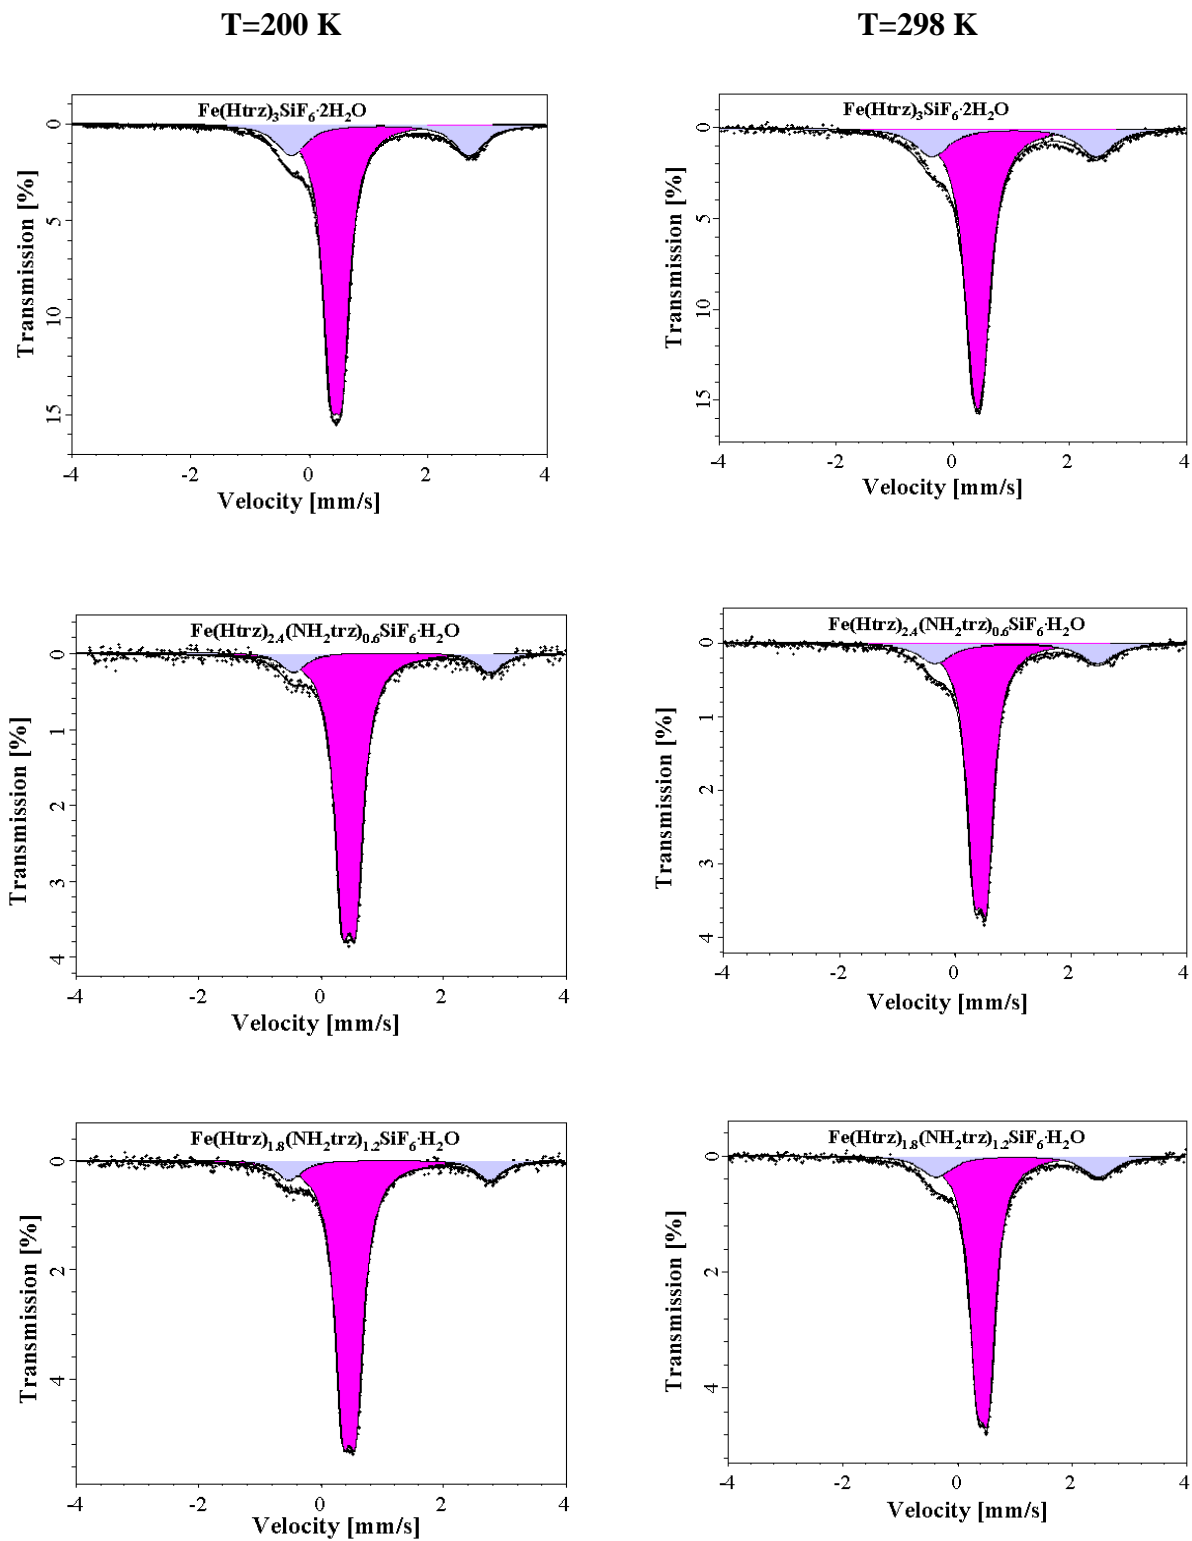 T=200 K
T=298 K
Fe(Htrz)3SiF6·2H2O
Transmission [%]
0
5
10
15
-4 -2 0 2 4
Velocity [mm/s]
Fe(Htrz)3SiF6·2H2O
Transmission [%]
0
5
10
15
-4 -2 0 2 4
Velocity [mm/s]
Fe(Htrz)2.4(NH2trz)0.6SiF6·H2O
Transmission [%]
0
1
2
3
4
-4 -2 0 2 4
Velocity [mm/s]
Fe(Htrz)2.4(NH2trz)0.6SiF6·H2O
Transmission [%]
0
1
2
3
4
-4 -2 0 2 4
Velocity [mm/s]
Fe(Htrz)1.8(NH2trz)1.2SiF6·H2O
Transmission [%]
0
2
4
-4 -2 0 2 4
Velocity [mm/s]
Fe(Htrz)1.8(NH2trz)1.2SiF6·H2O
Transmission [%]
0
2
4
-4 -2 0 2 4
Velocity [mm/s]